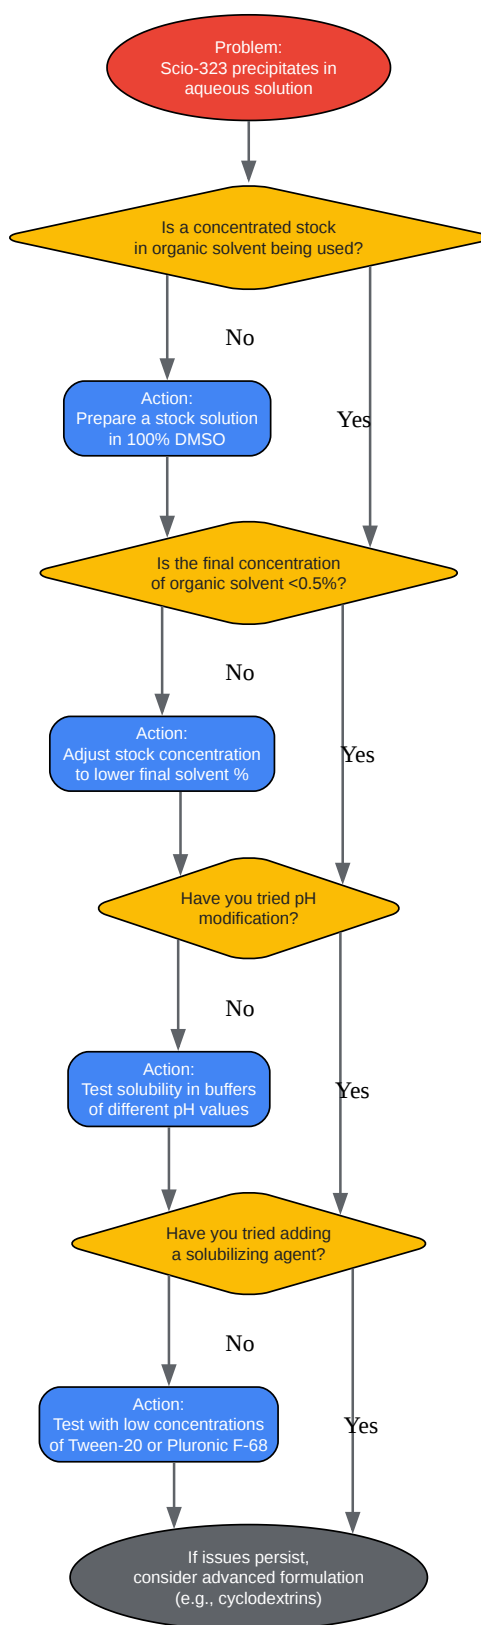 Problem:
Scio-323 precipitates in
aqueous solution
Is a concentrated stock
in organic solvent being used?
No
Action:
Prepare a stock solution
in 100% DMSO
Yes
Is the final concentration
of organic solvent <0.5%?
No
Action:
Adjust stock concentration
to lower final solvent %
Yes
Have you tried pH
modification?
No
Action:
Test solubility in buffers
of different pH values
Yes
Have you tried adding
a solubilizing agent?
No
Action:
Test with low concentrations
of Tween-20 or Pluronic F-68
Yes
If issues persist,
consider advanced formulation
(e.g., cyclodextrins)